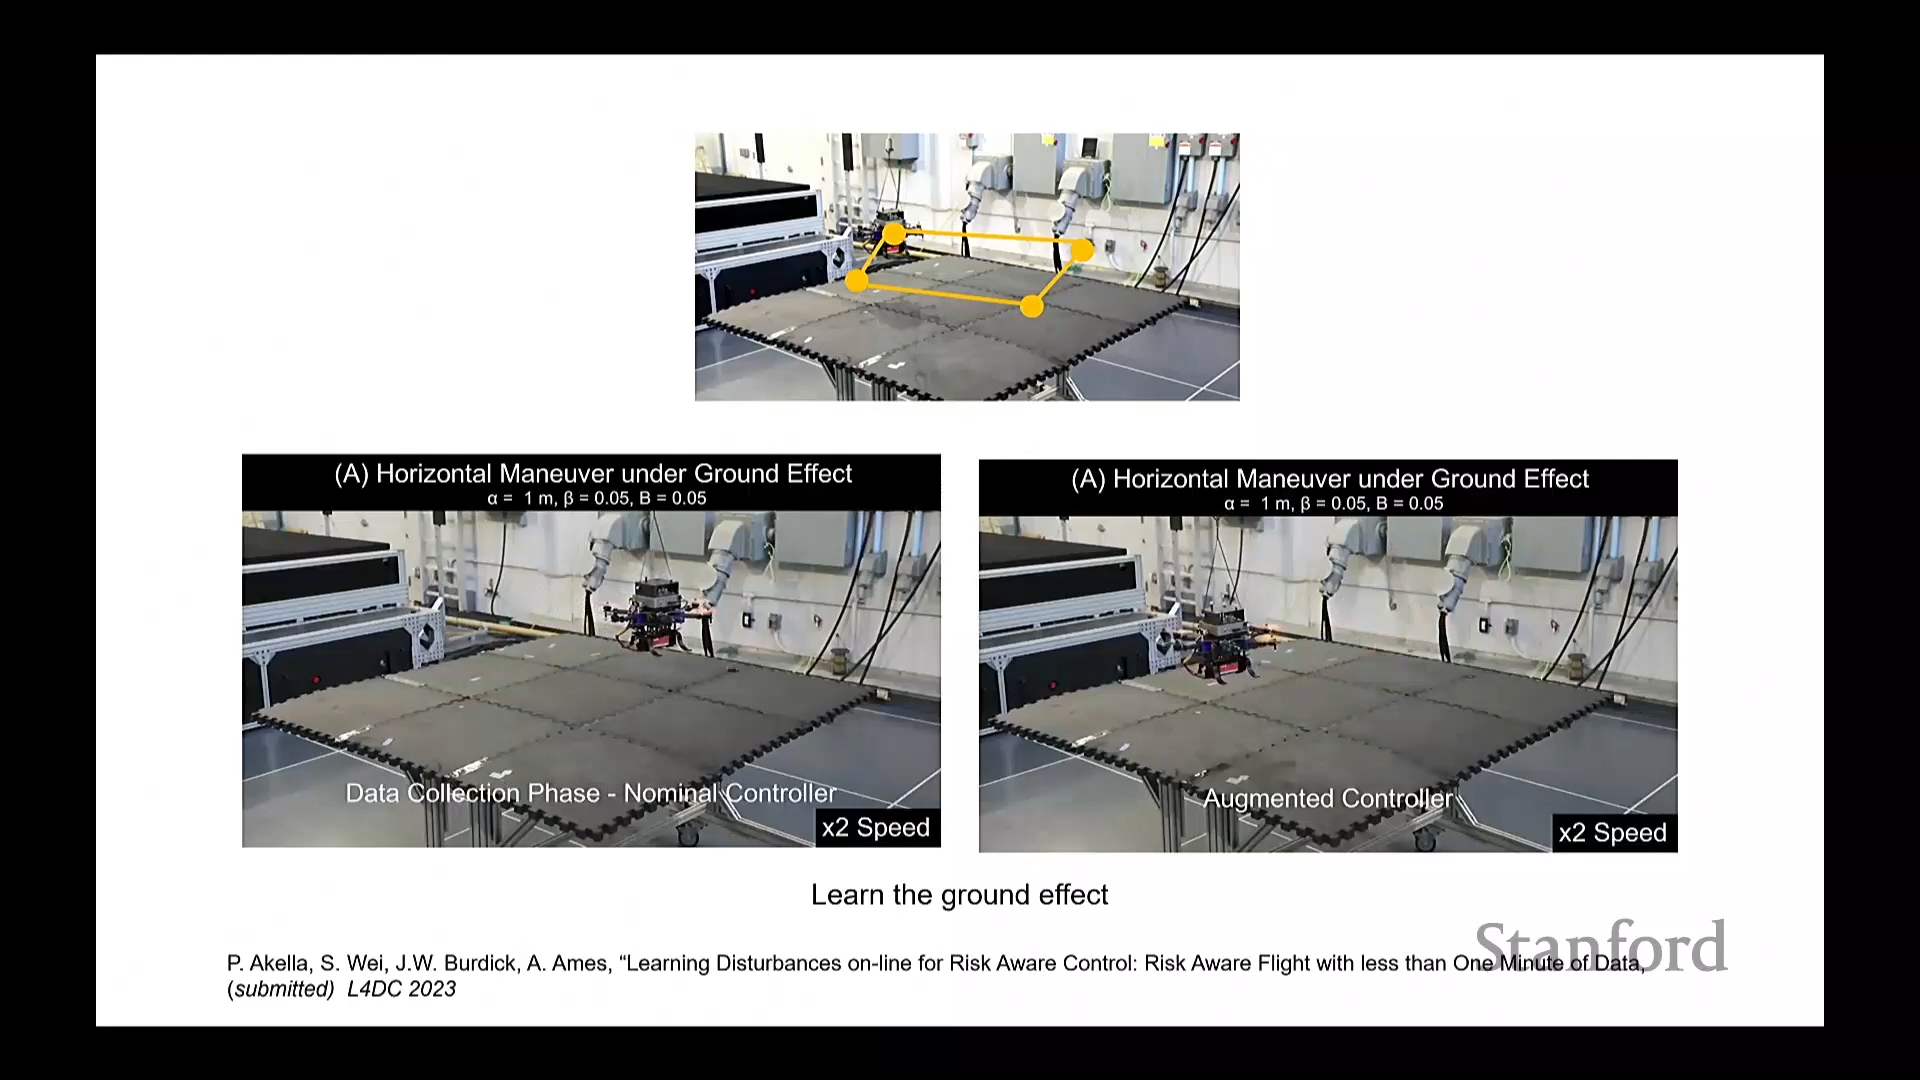 (A) Horizontal Maneuver under Ground Effect
α = 1 m, β = 0.05, B = 0.05
Data Collection Phase - Nominal Controller
x2 Speed
(A) Horizontal Maneuver under Ground Effect
α = 1 m, β = 0.05, B = 0.05
Augmented Controller
x2 Speed
Learn the ground effect
Stanford
P. Akella, S. Wei, J.W. Burdick, A. Ames, “Learning Disturbances on-line for Risk Aware Control: Risk Aware Flight with less than One Minute of Data,
(submitted) L4DC 2023